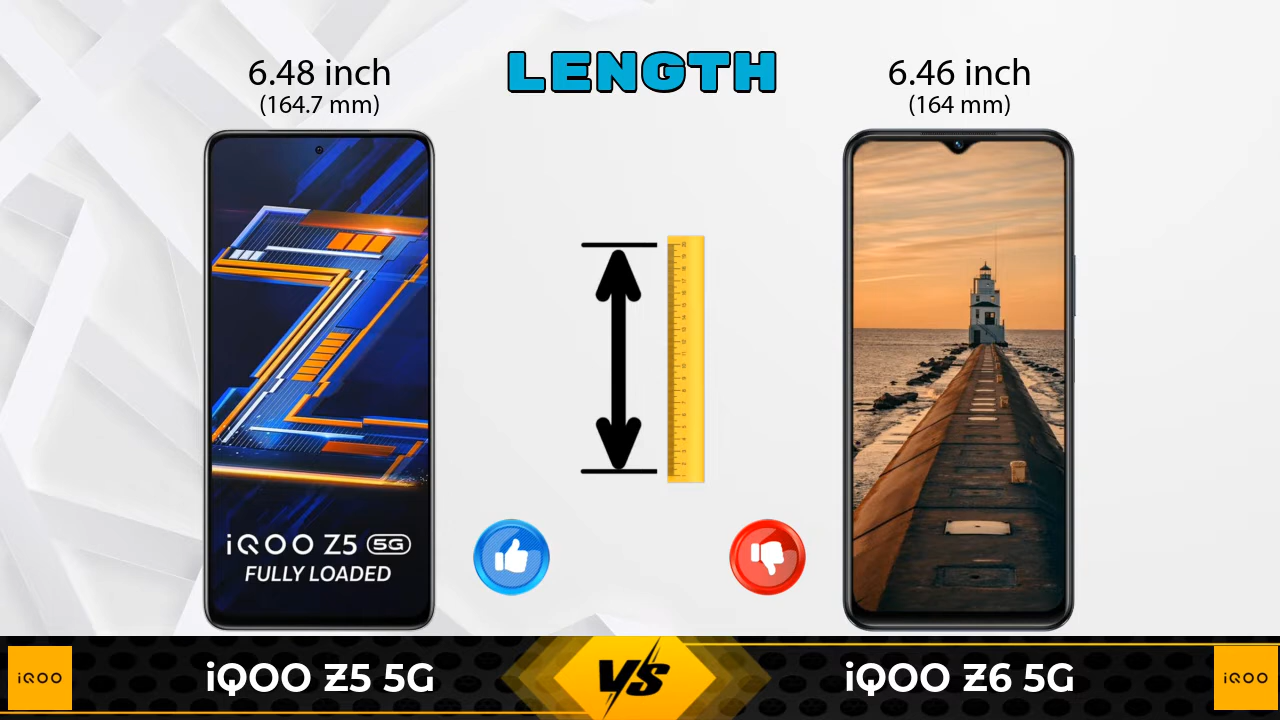 LENGTH
6.48 inch
(164.7 mm)
6.46 inch
(164 mm)
iQOO Z5 5G
FULLY LOADED
iQOO
iQOO Z5 5G
VS
iQOO Z6 5G
iQOO